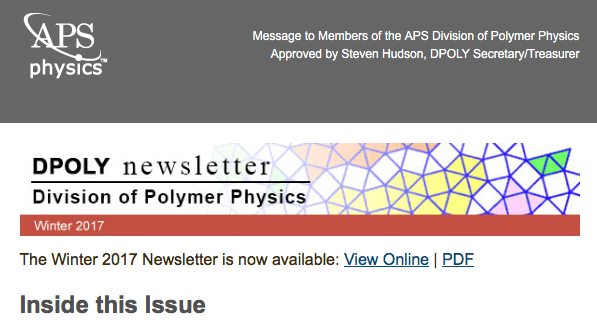 APS
physics™
Message to Members of the APS Division of Polymer Physics
Approved by Steven Hudson, DPOLY Secretary/Treasurer
DPOLY newsletter
Division of Polymer Physics
Winter 2017
The Winter 2017 Newsletter is now available: View Online | PDF
Inside this Issue